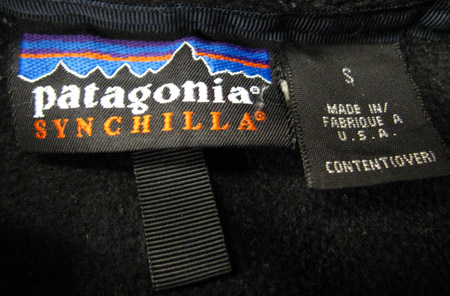 patagonia®
SYNCHILLA®
S
MADE IN/
FABRIQUE A
U.S.A.
CONTENT(OVER)